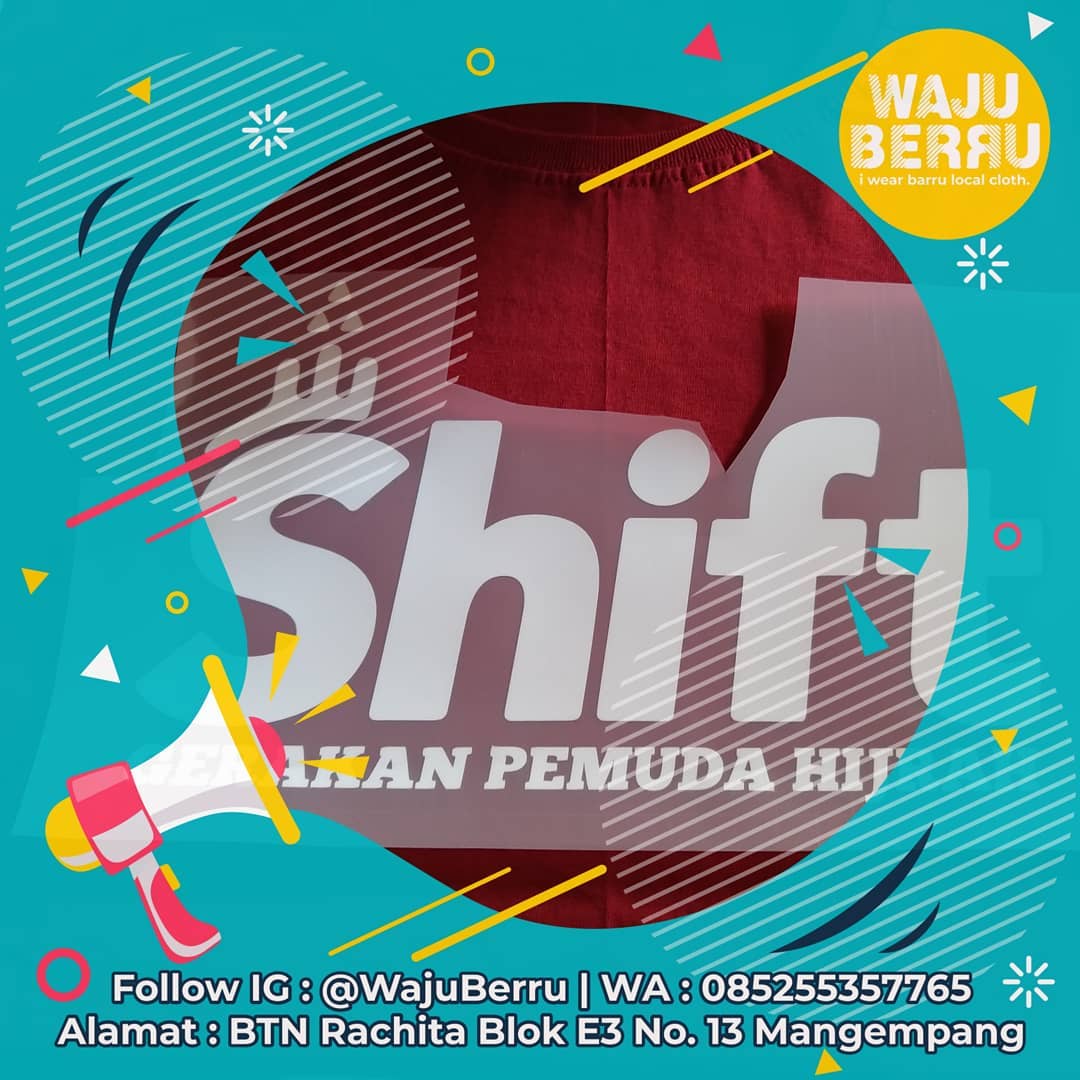 WAJU
BERRU
i wear barru local cloth.
Shift
GERAKAN PEMUDA HIJ
Follow IG : @WajuBerru | WA : 085255357765
Alamat : BTN Rachita Blok E3 No. 13 Mangempang